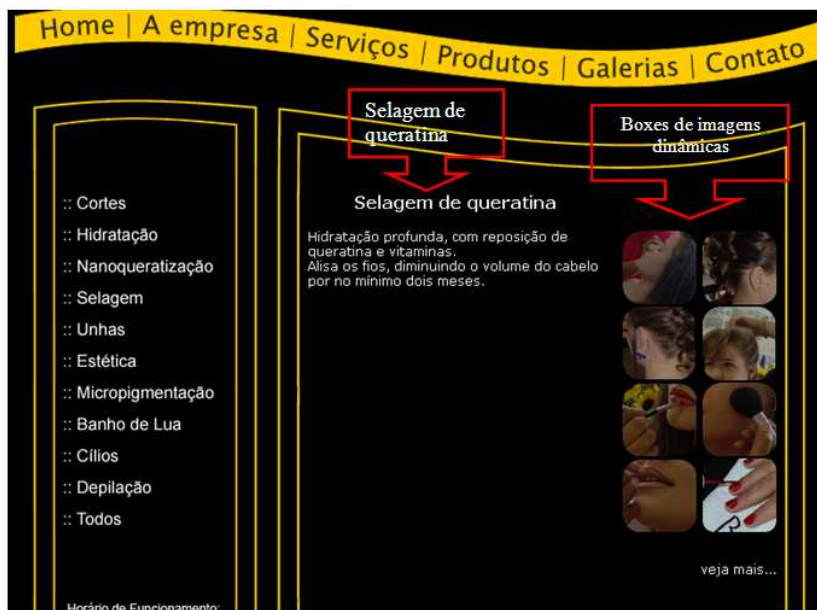 Home | A empresa | Serviços | Produtos | Galerias | Contato
Selagem de
queratina
Boxes de imagens
dinâmicas
:: Cortes
:: Hidratação
:: Nanoqueratização
:: Selagem
:: Unhas
:: Estética
:: Micropigmentação
:: Banho de Lua
:: Cílios
:: Depilação
:: Todos
Horário de Funcionamento:
Selagem de queratina
Hidratação profunda, com reposição de
queratina e vitaminas.
Alisa os fios, diminuindo o volume do cabelo
por no mínimo dois meses.
veja mais...